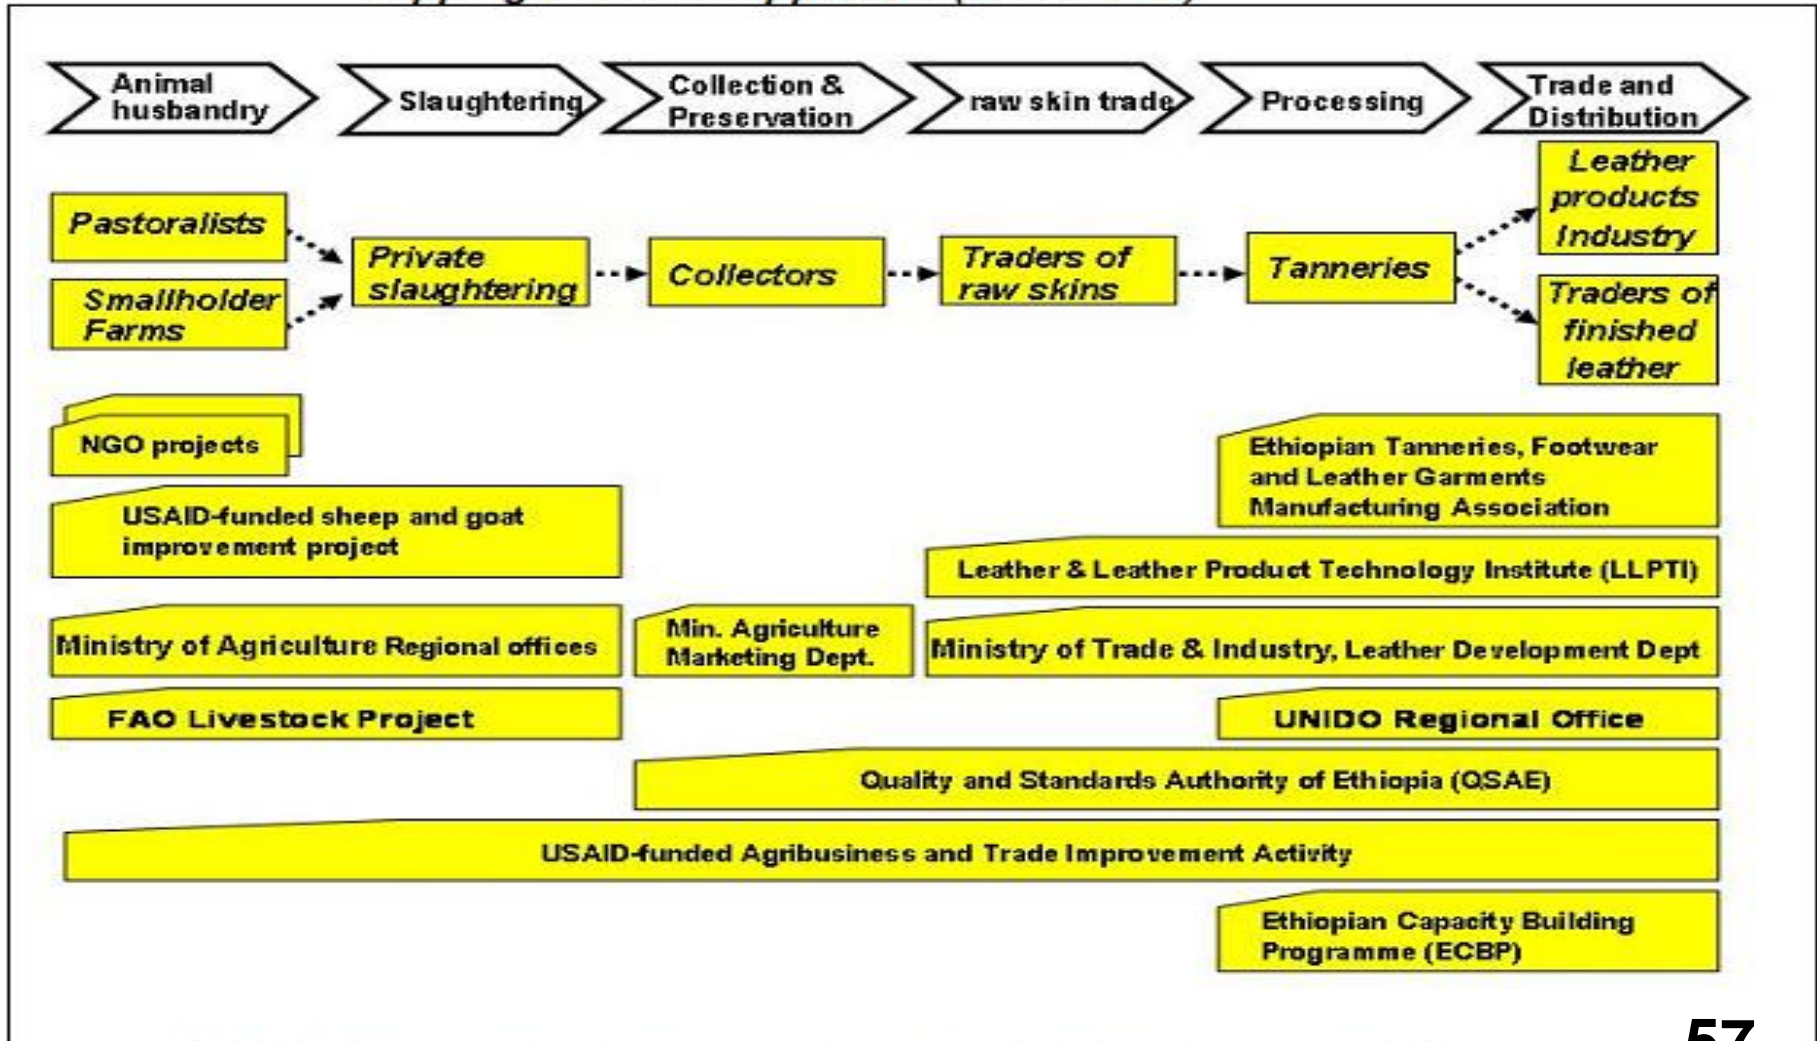 Animal
husbandry
Slaughtering
Collection &
Preservation
raw skin trade
Processing
Trade and
Distribution
Pastoralists
Smallholder
Farms
Private
slaughtering
Collectors
Traders of
raw skins
Tanneries
Leather
products
Industry
Traders of
finished
leather
NGO projects
Ethiopian Tanneries, Footwear
and Leather Garments
Manufacturing Association
USAID-funded sheep and goat
improvement project
Leather & Leather Product Technology Institute (LLPTI)
Ministry of Agriculture Regional offices
Min. Agriculture
Marketing Dept.
Ministry of Trade & Industry, Leather Development Dept
FAO Livestock Project
UNIDO Regional Office
Quality and Standards Authority of Ethiopia (QSAE)
USAID-funded Agribusiness and Trade Improvement Activity
Ethiopian Capacity Building
Programme (ECBP)
57